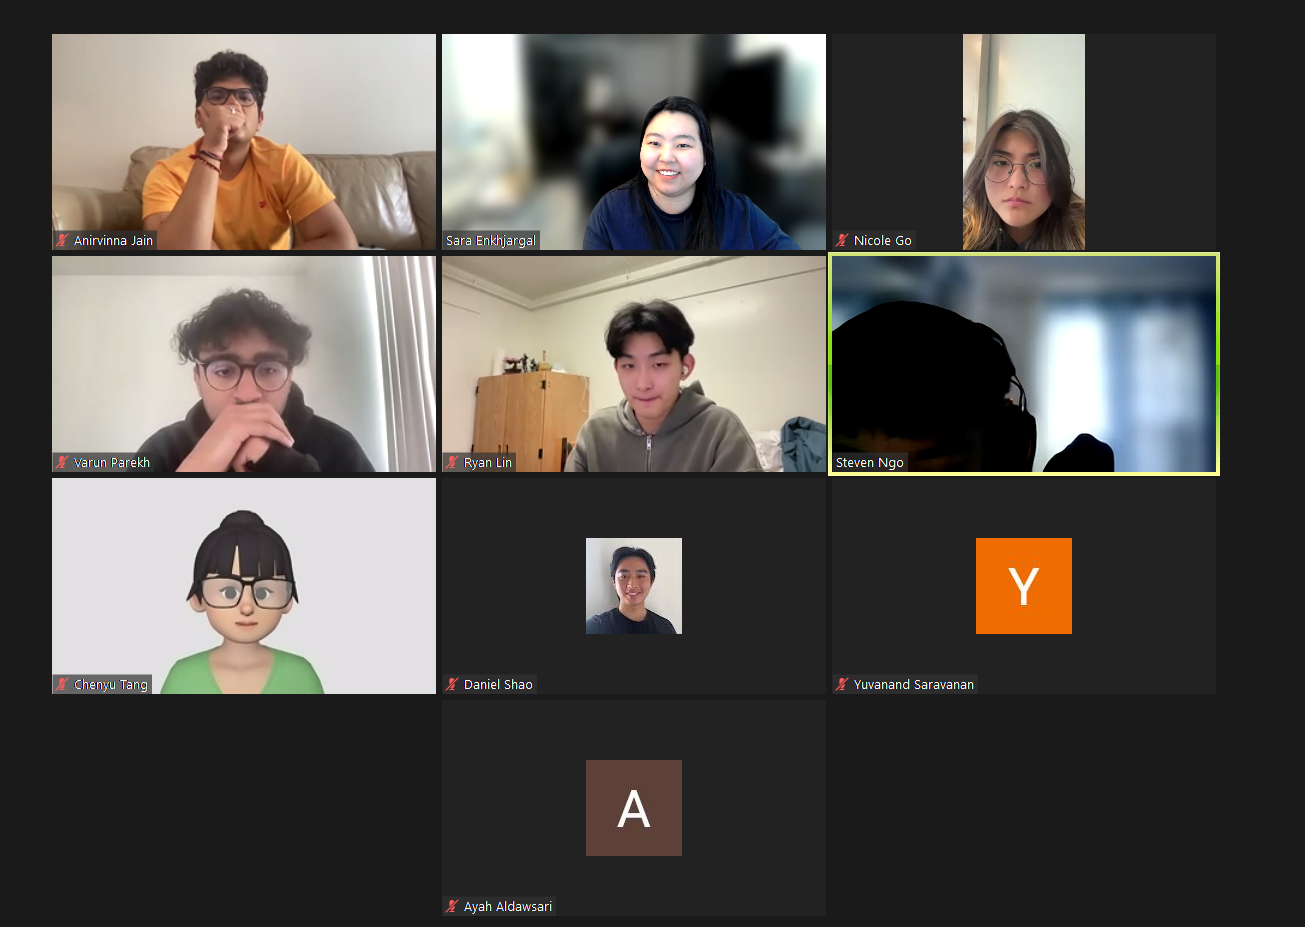 Anirvinna Jain
Sara Enkhjargal
Nicole Go
Varun Parekh
Ryan Lin
Steven Ngo
Chenyu Tang
Daniel Shao
Y
Yuvanand Saravanan
A
Ayah Aldawsari